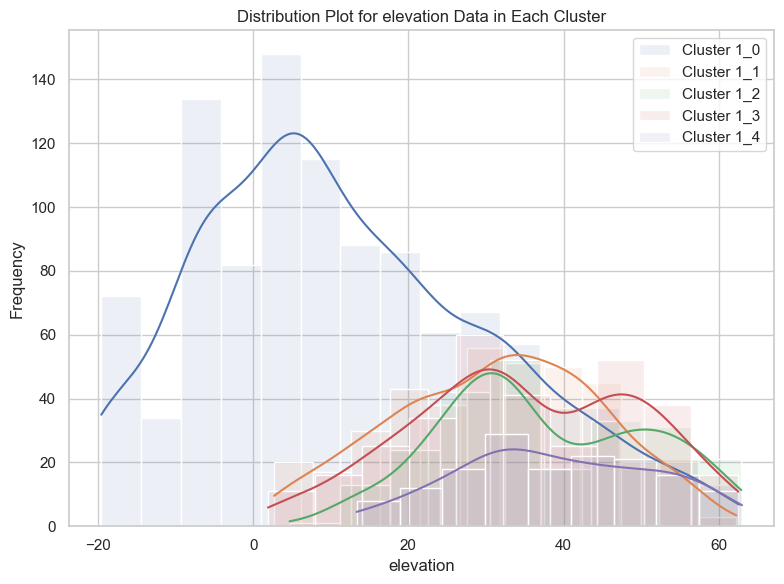 Distribution Plot for elevation Data in Each Cluster
Cluster 1_0
Cluster 1_1
Cluster 1_2
Cluster 1_3
Cluster 1_4
Frequency
140
120
100
80
60
40
20
0
−20 0 20 40 60
elevation